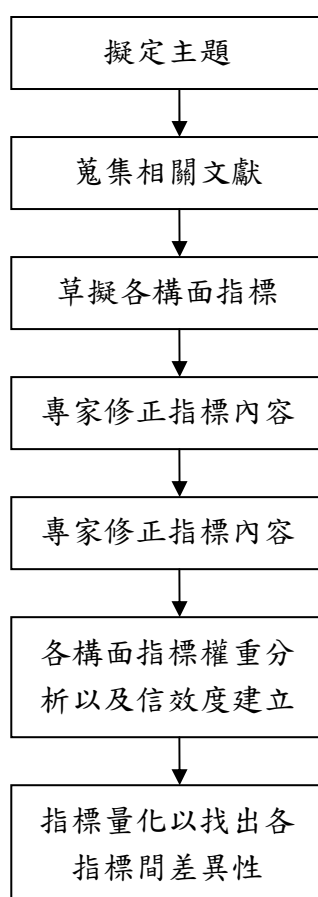 擬定主題
蒐集相關文獻
草擬各構面指標
專家修正指標內容
專家修正指標內容
各構面指標權重分
析以及信效度建立
指標量化以找出各
指標間差異性